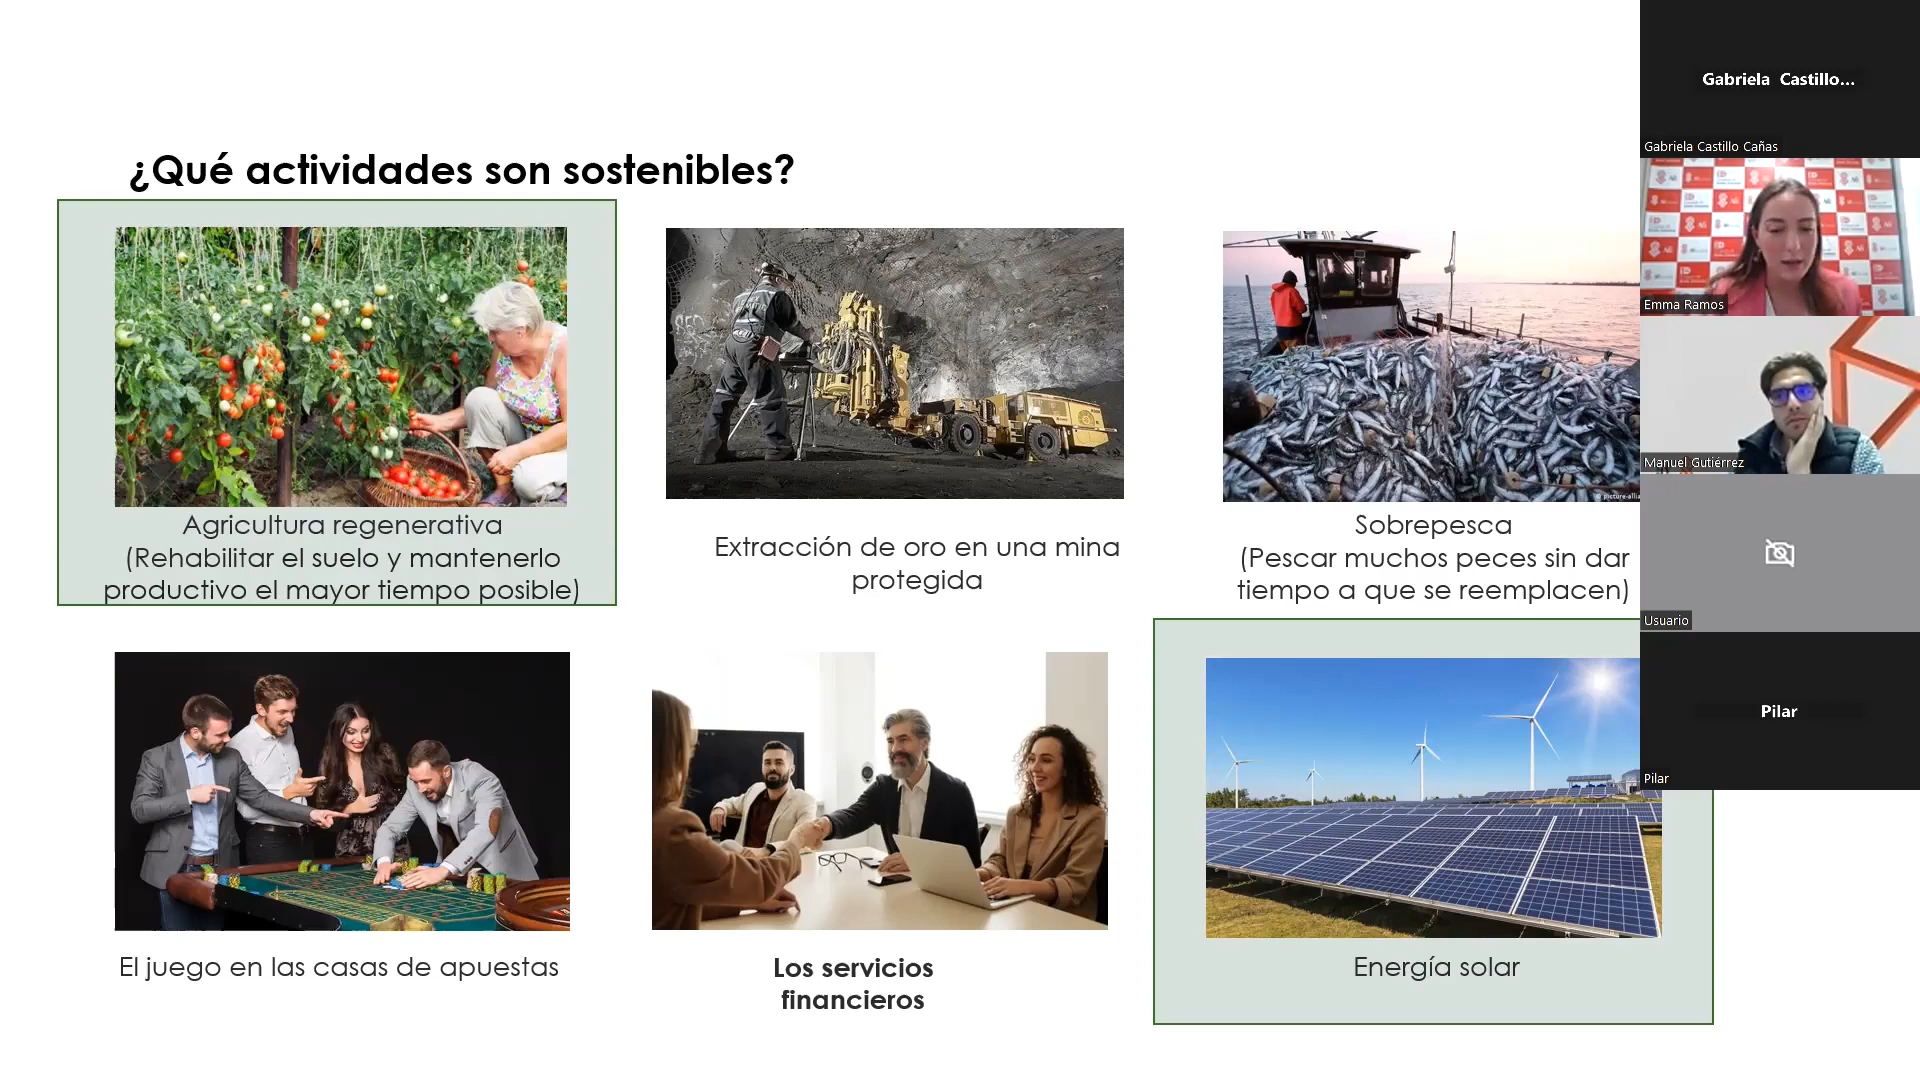 ¿Qué actividades son sostenibles?
Agricultura regenerativa
(Rehabilitar el suelo y mantenerlo
productivo el mayor tiempo posible)
Extracción de oro en una mina
protegida
Sobrepesca
(Pescar muchos peces sin dar
tiempo a que se reemplacen)
El juego en las casas de apuestas
Los servicios
financieros
Energía solar
Gabriela Castillo...
Gabriela Castillo Cañas
Emma Ramos
Manuel Gutiérrez
Usuario
Pilar
Pilar